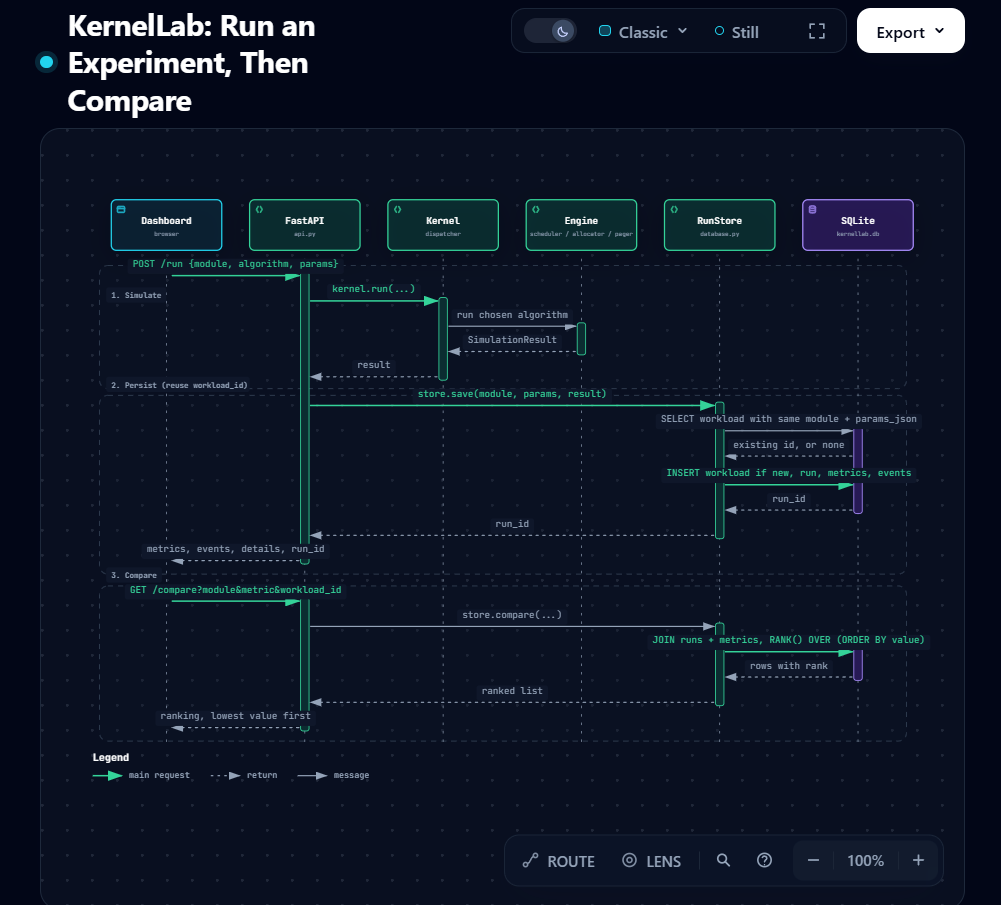 KernelLab: Run an
Experiment, Then
Compare
Classic
Still
Export
Dashboard
browser
FastAPI
api.py
Kernel
dispatcher
Engine
scheduler / allocator / pager
RunStore
database.py
SQLite
kernellab.db
POST /run {module, algorithm, params}
kernel.run(...)
1. Simulate
run chosen algorithm
SimulationResult
result
2. Persist (reuse workload_id)
store.save(module, params, result)
SELECT workload with same module + params_json
existing id, or none
INSERT workload if new, run, metrics, events
run_id
run_id
metrics, events, details, run_id
3. Compare
GET /compare?module&metric&workload_id
store.compare(...)
JOIN runs + metrics, RANK() OVER (ORDER BY value)
rows with rank
ranked list
ranking, lowest value first
Legend
main request
return
message
ROUTE
LENS
100%